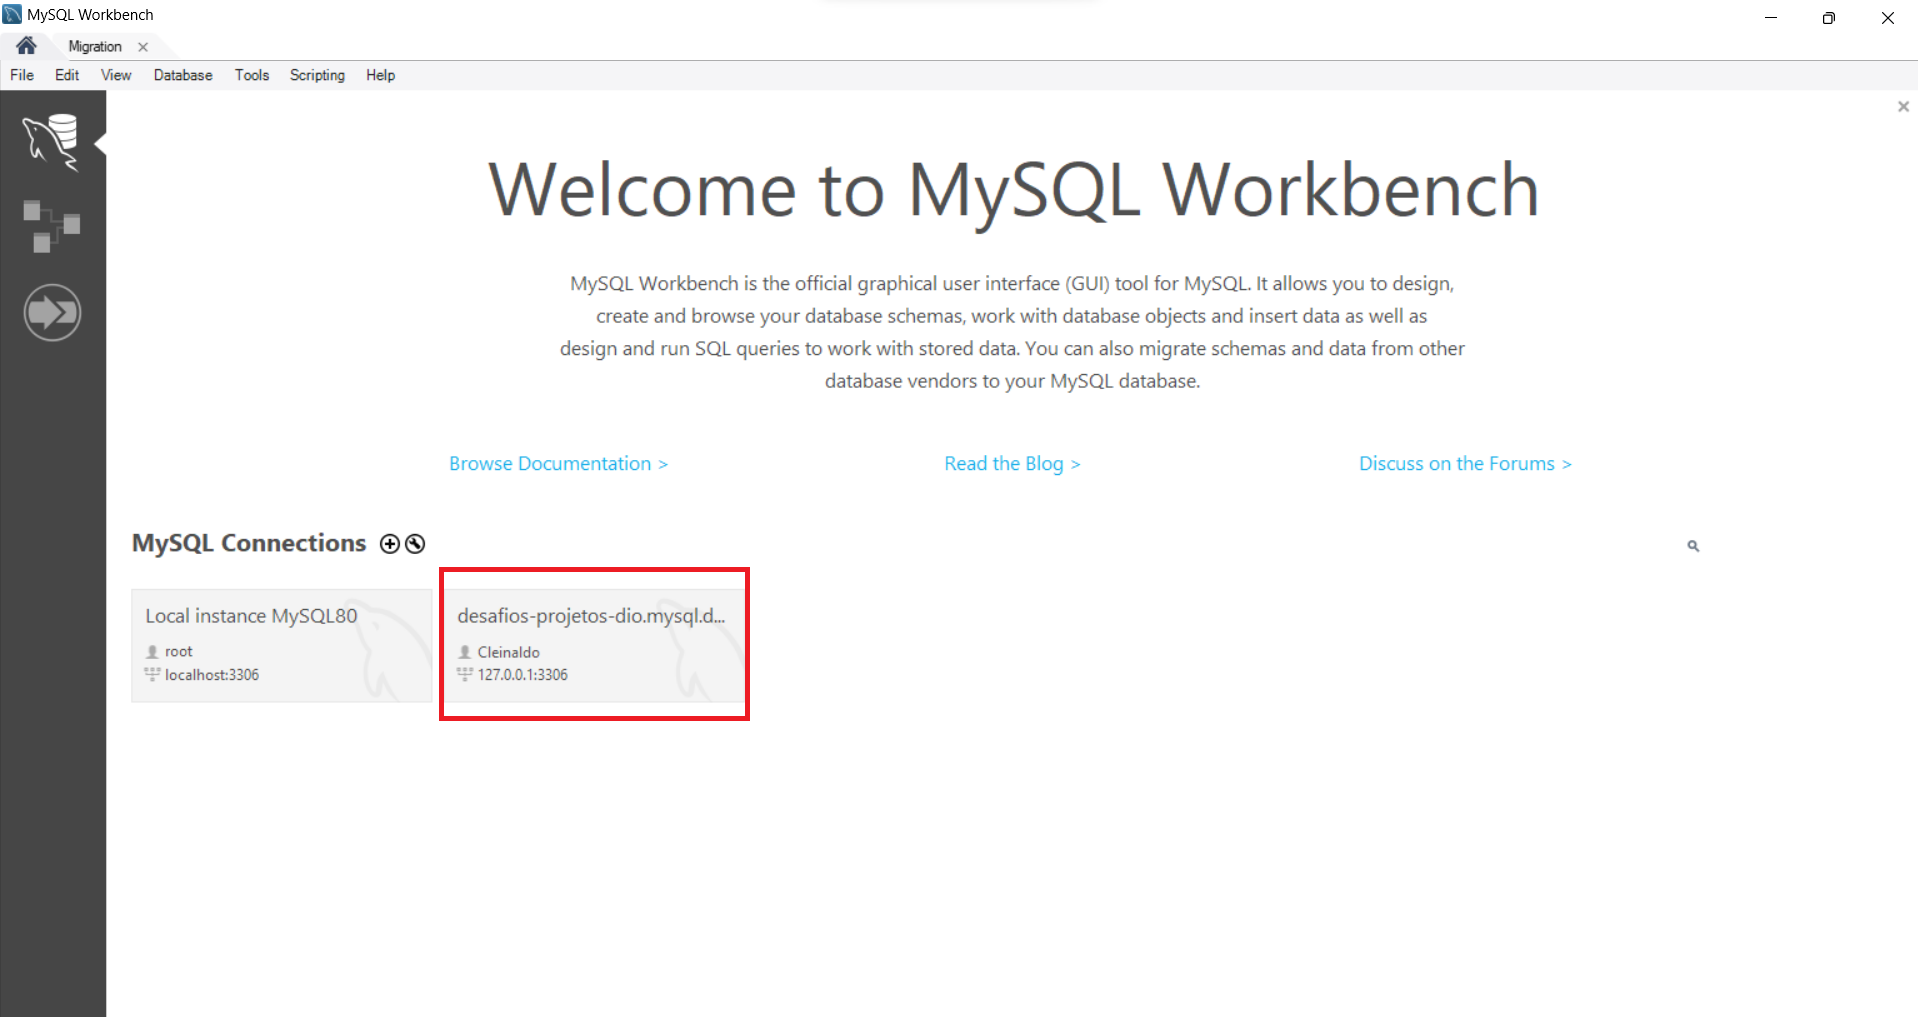 MySQL Workbench
Migration
File Edit View Database Tools Scripting Help
Welcome to MySQL Workbench
MySQL Workbench is the official graphical user interface (GUI) tool for MySQL. It allows you to design,
create and browse your database schemas, work with database objects and insert data as well as
design and run SQL queries to work with stored data. You can also migrate schemas and data from other
database vendors to your MySQL database.
Browse Documentation > Read the Blog > Discuss on the Forums >
MySQL Connections
Local instance MySQL80
root
localhost:3306
desafios-projetos-dio.mysql.d...
Cleinaldo
127.0.0.1:3306